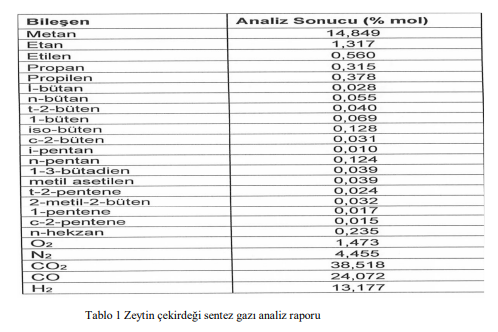 Bileşen Analiz Sonucu (% mol)
Metan 14,849
Etan 1,317
Etilen 0,560
Propan 0,315
Propilen 0,378
İ-bütan 0,028
n-bütan 0,055
t-2-büten 0,040
1-büten 0,069
iso-büten 0,128
c-2-büten 0,031
i-pentan 0,010
n-pentan 0,124
1-3-bütadien 0,039
metil asetilen 0,039
t-2-pentene 0,024
2-metil-2-büten 0,032
1-pentene 0,017
c-2-pentene 0,015
n-hekzan 0,235
O₂ 1,473
N₂ 4,455
CO₂ 38,518
CO 24,072
H₂ 13,177
Tablo 1 Zeytin çekirdeği sentez gazı analiz raporu